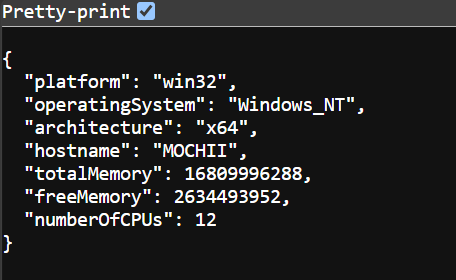 Pretty-print
{
  "platform": "win32",
  "operatingSystem": "Windows_NT",
  "architecture": "x64",
  "hostname": "MOCHII",
  "totalMemory": 16809996288,
  "freeMemory": 2634493952,
  "numberOfCPUs": 12
}